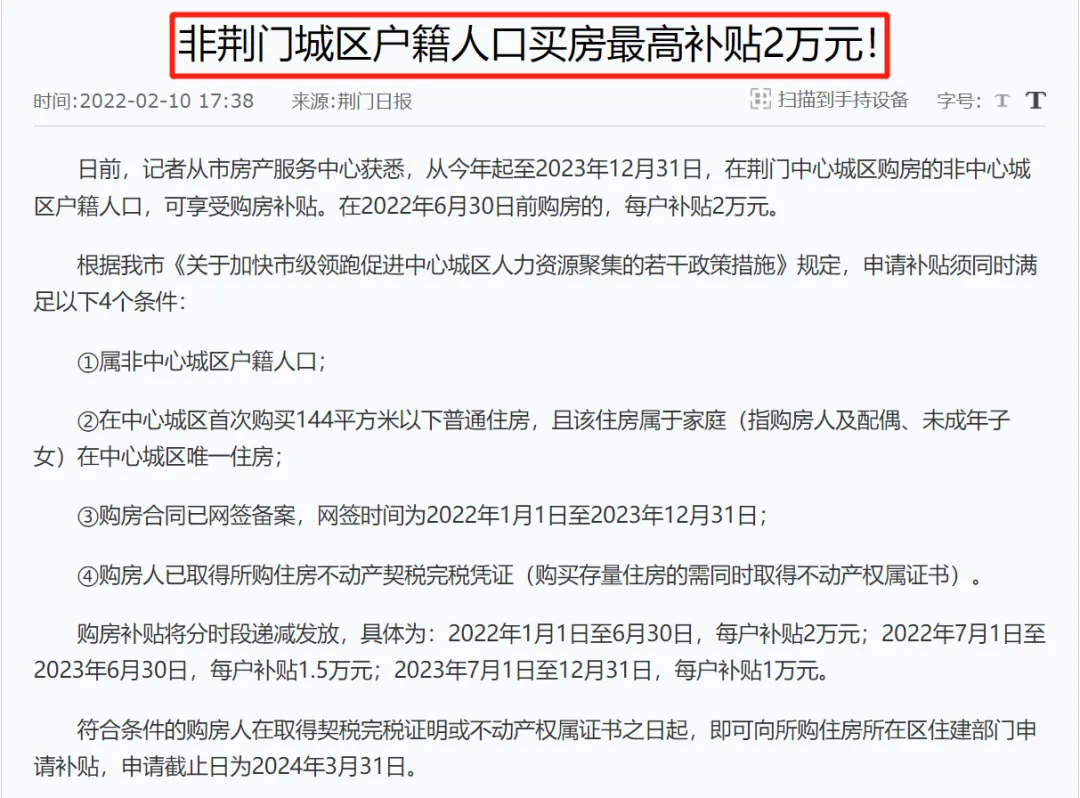 非荆门城区户籍人口买房最高补贴2万元!
时间:2022-02-10 17:38 来源:荆门日报 扫描到手持设备 字号: T T
日前，记者从市房产服务中心获悉，从今年起至2023年12月31日，在荆门中心城区购房的非中心城
区户籍人口，可享受购房补贴。在2022年6月30日前购房的，每户补贴2万元。
根据我市《关于加快市级领跑促进中心城区人力资源聚集的若干政策措施》规定，申请补贴须同时满
足以下4个条件：
①属非中心城区户籍人口；
②在中心城区首次购买144平方米以下普通住房，且该住房属于家庭（指购房人及配偶、未成年子
女）在中心城区唯一住房；
③购房合同已网签备案，网签时间为2022年1月1日至2023年12月31日；
④购房人已取得所购住房不动产契税完税凭证（购买存量住房的需同时取得不动产权属证书）。
购房补贴将分时段递减发放，具体为：2022年1月1日至6月30日，每户补贴2万元；2022年7月1日至
2023年6月30日，每户补贴1.5万元；2023年7月1日至12月31日，每户补贴1万元。
符合条件的购房人在取得契税完税证明或不动产权属证书之日起，即可向所购住房所在区住建部门申
请补贴，申请截止日为2024年3月31日。